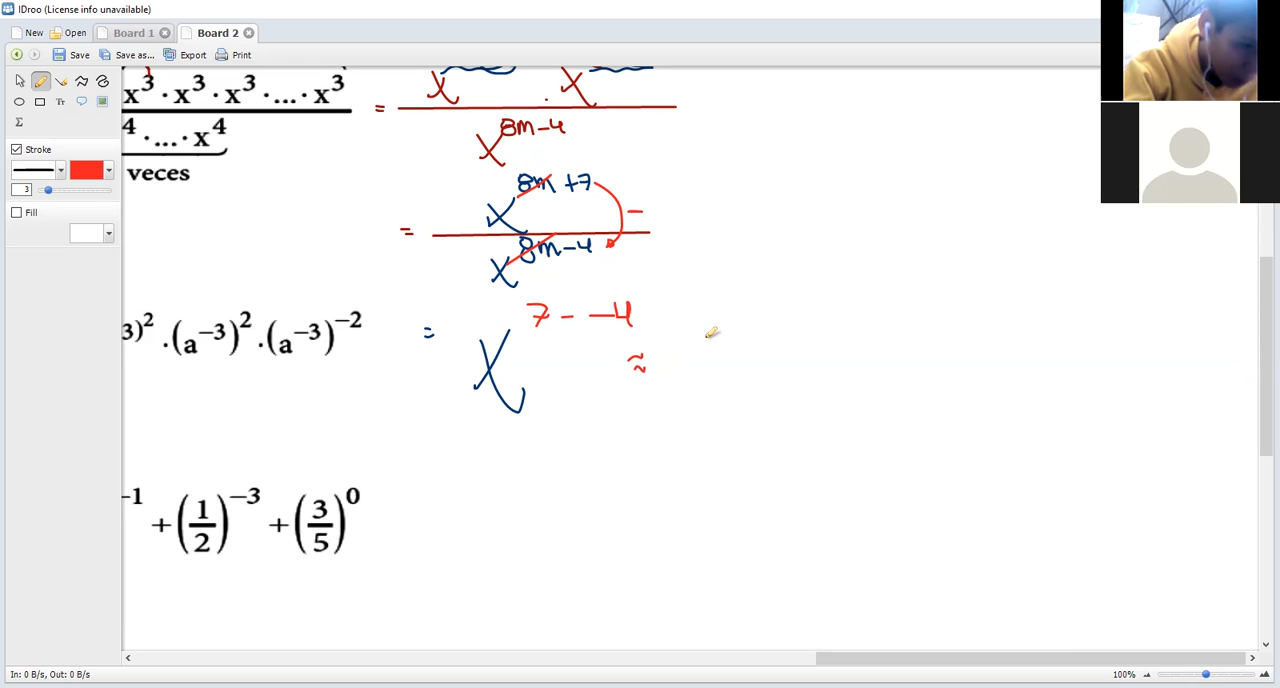 IDroo (License info unavailable)
New Open Board 1 Board 2
Save Save as... Export Print
Tr
Σ
Stroke
3
Fill
x³ · x³ · x³ · ... · x³
⁴ · ... · x⁴
veces
= x · x
x^8m-4
= x^8m+7 -
x^8m-4
= x^7 - -4
≈
3)² .(a⁻³)² .(a⁻³)⁻²
-1 + (1/2)⁻³ + (3/5)⁰
In: 0 B/s, Out: 0 B/s 100%